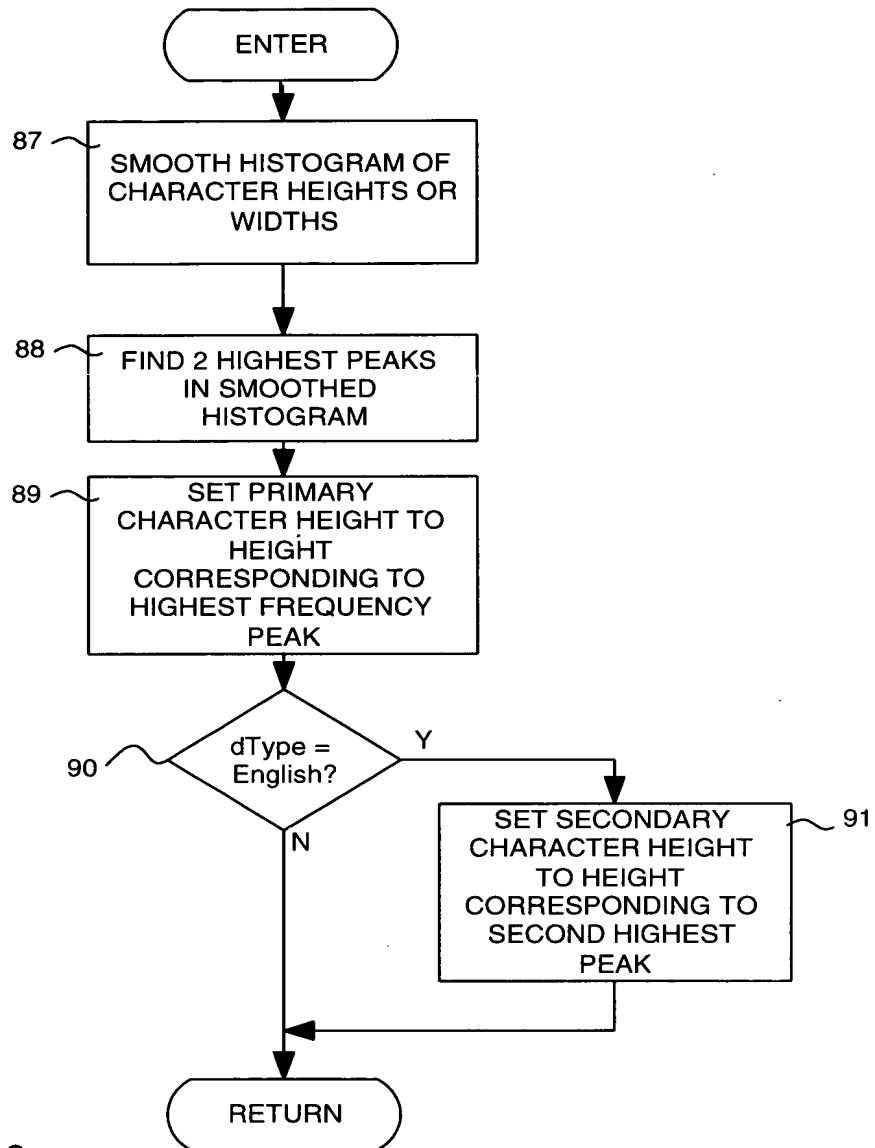 ENTER
87
SMOOTH HISTOGRAM OF
CHARACTER HEIGHTS OR
WIDTHS
88
FIND 2 HIGHEST PEAKS
IN SMOOTHED
HISTOGRAM
89
SET PRIMARY
CHARACTER HEIGHT TO
HEIGHT
CORRESPONDING TO
HIGHEST FREQUENCY
PEAK
90
dType =
English?
Y
N
SET SECONDARY
CHARACTER HEIGHT
TO HEIGHT
CORRESPONDING TO
SECOND HIGHEST
PEAK
91
RETURN